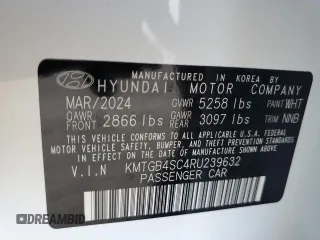 MANUFACTURED IN KOREA BY
HYUNDAI MOTOR COMPANY
MAR/2024 GVWR 5258 lbs PAINT WHT
GAWR FRONT 2866 lbs GAWR REAR 3097 lbs TRIM NNB
THIS VEHICLE CONFORMS TO ALL APPLICABLE U.S. FEDERAL
MOTOR VEHICLE SAFETY, BUMPER, AND THEFT PREVENTION
STANDARDS IN EFFECT ON THE DATE OF MANUFACTURE SHOWN ABOVE.
V.I.N KMTGB4SC4RU239632
PASSENGER CAR
DREAMBID